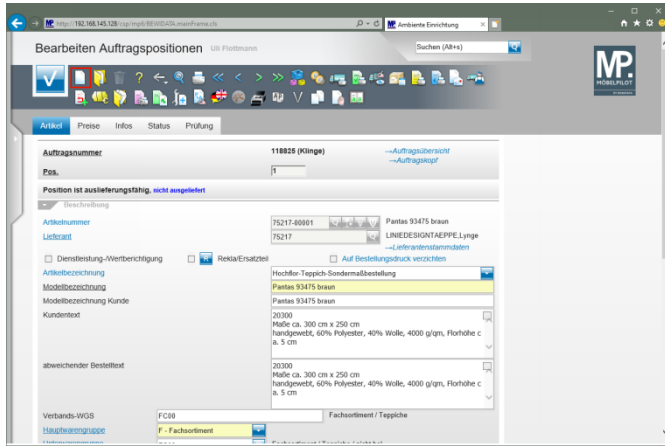 http://192.168.145.128/csp/mp6/BEWIDATA.mainFrame.cls
Ambiente Einrichtung
Bearbeiten Auftragspositionen Uli Flottmann
Suchen (Alt+s)
MP.
MÖBELPILOT
Artikel Preise Infos Status Prüfung
Auftragsnummer 118825 (Klinge) →Auftragsübersicht
→Auftragskopf
Pos. 1
Position ist auslieferungsfähig, nicht ausgeliefert
Beschreibung
Artikelnummer 75217-00001 Pantas 93475 braun
Lieferant 75217 LINIEDESIGNTAEPPE,Lynge
→Lieferantenstammdaten
Dienstleistung-/Wertberichtigung R Rekla/Ersatzteil Auf Bestellungsdruck verzichten
Artikelbezeichnung Hochflor-Teppich-Sondermaßbestellung
Modellbezeichnung Pantas 93475 braun
Modellbezeichnung Kunde Pantas 93475 braun
Kundentext 20300
Maße ca. 300 cm x 250 cm
handgewebt, 60% Polyester, 40% Wolle, 4000 g/qm, Florhöhe c
a. 5 cm
abweichender Bestelltext 20300
Maße ca. 300 cm x 250 cm
handgewebt, 60% Polyester, 40% Wolle, 4000 g/qm, Florhöhe c
a. 5 cm
Verbands-WGS FC00 Fachsortiment / Teppiche
Hauptwarengruppe F - Fachsortiment